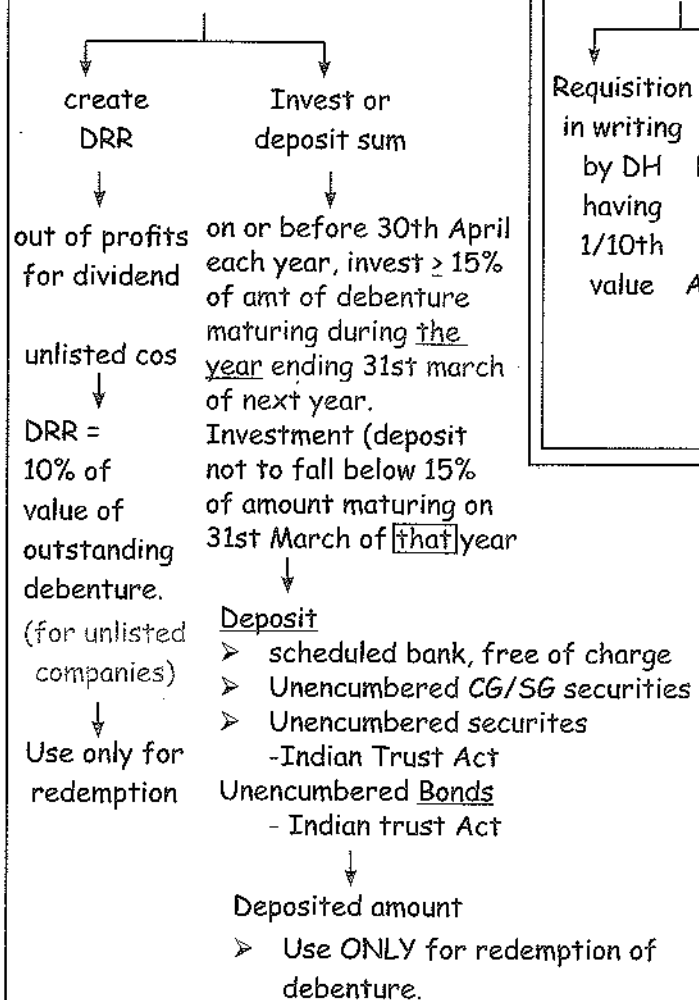 create
DRR
out of profits
for dividend
unlisted cos
DRR =
10% of
value of
outstanding
debenture.
(for unlisted
companies)
Use only for
redemption
Invest or
deposit sum
on or before 30th April
each year, invest ≥ 15%
of amt of debenture
maturing during the
year ending 31st march
of next year.
Investment (deposit
not to fall below 15%
of amount maturing on
31st March of that year
Deposit
➢ scheduled bank, free of charge
➢ Unencumbered CG/SG securities
➢ Unencumbered securites
-Indian Trust Act
Unencumbered Bonds
- Indian trust Act
Deposited amount
➢ Use ONLY for redemption of
debenture.
Requisition
in writing
by DH
having
1/10th
value A